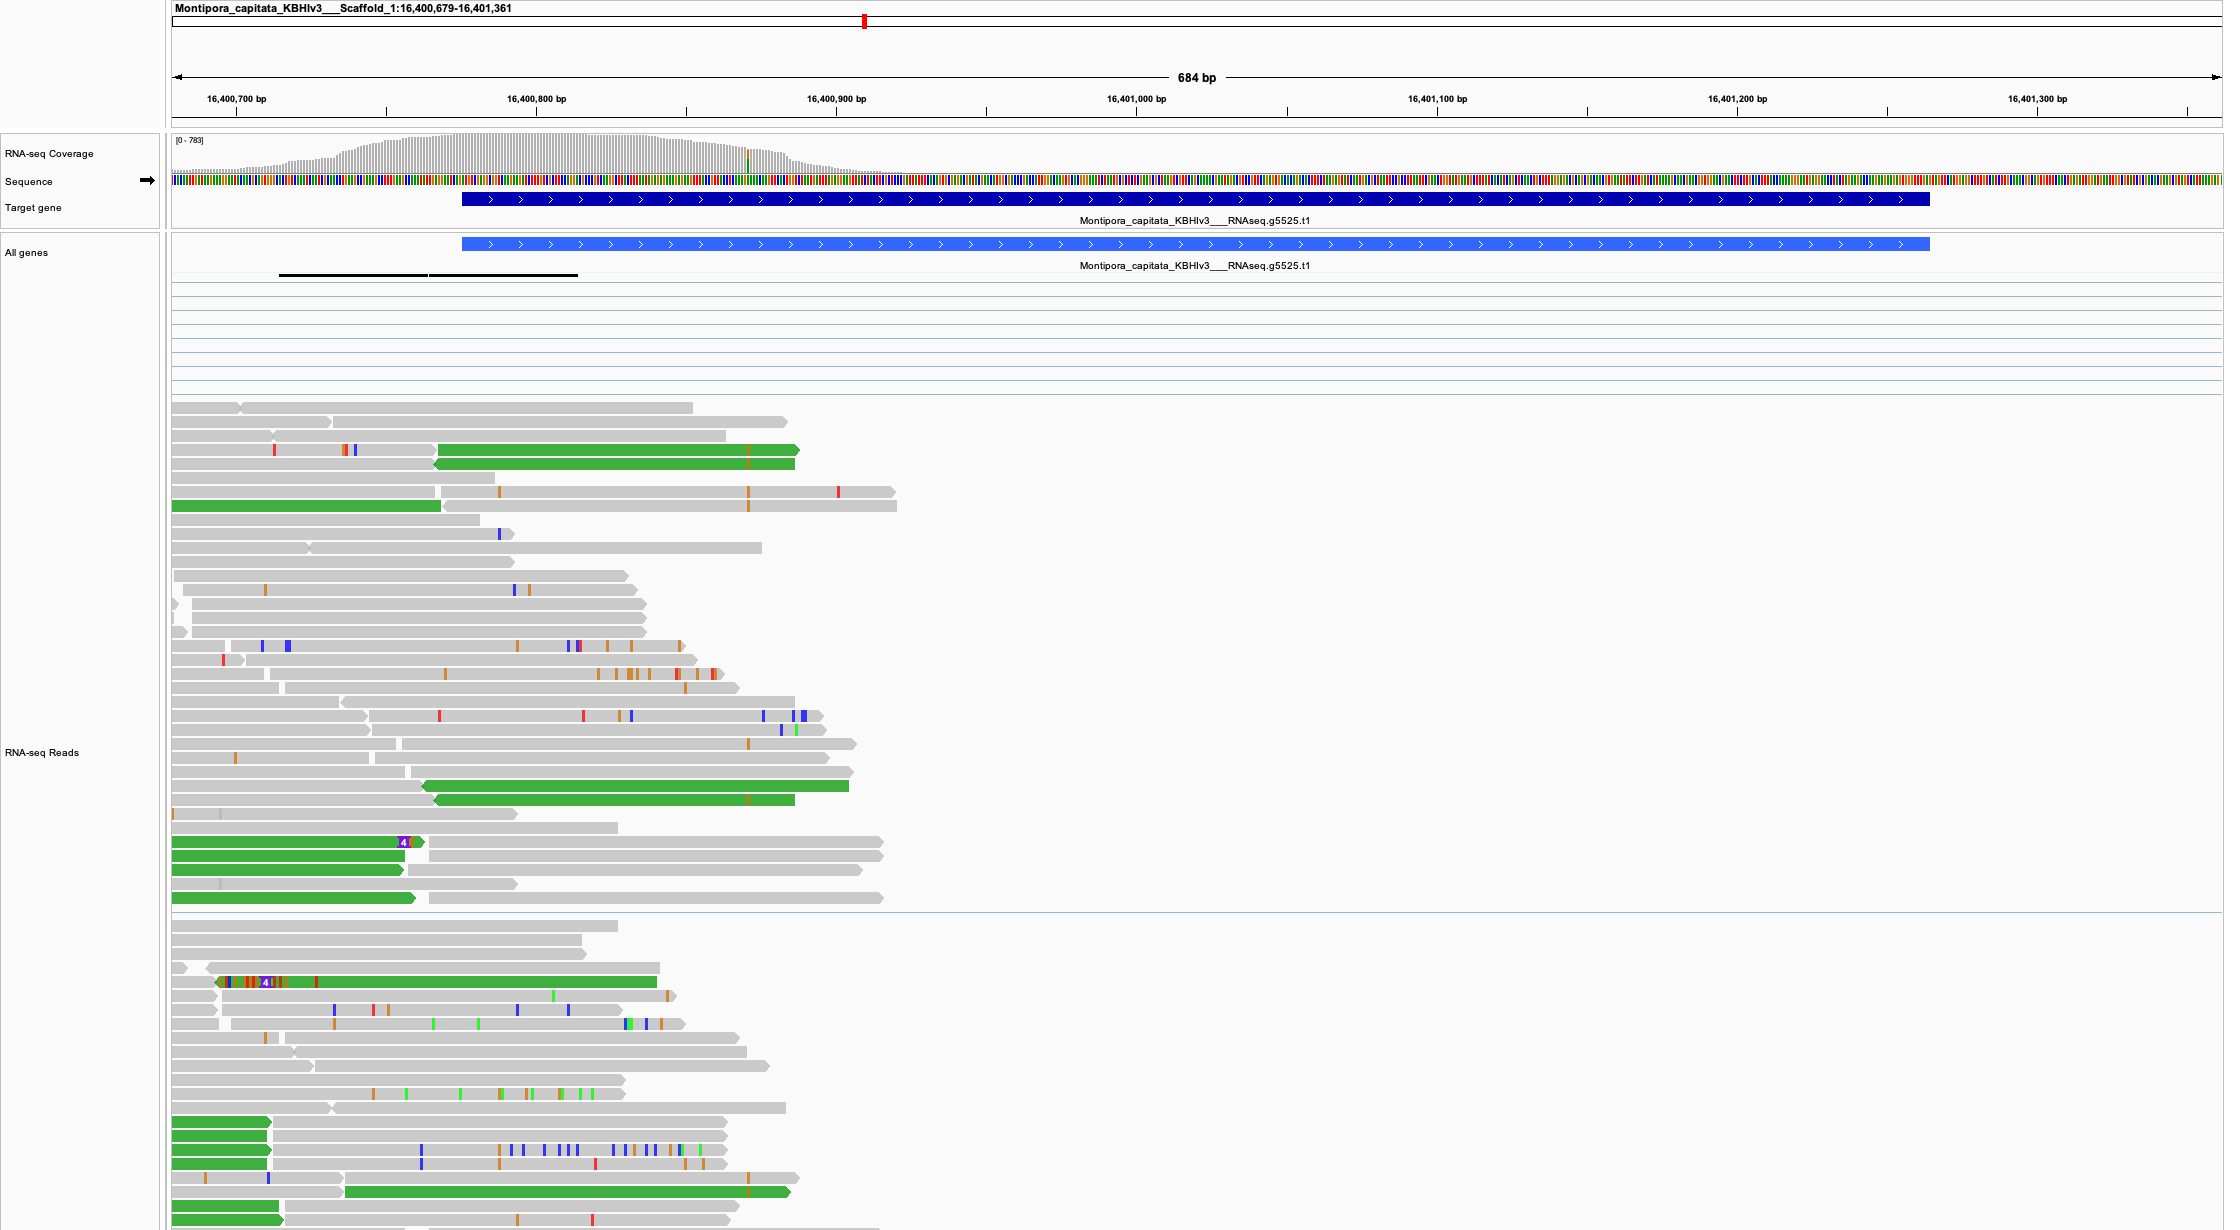 Montipora_capitata_KBHIv3___Scaffold_1:16,400,679-16,401,361
684 bp
16,400,700 bp 16,400,800 bp 16,400,900 bp 16,401,000 bp 16,401,100 bp 16,401,200 bp 16,401,300 bp
[0 - 783]
RNA-seq Coverage
Sequence
Target gene
Montipora_capitata_KBHIv3___RNAseq.g5525.t1
All genes
Montipora_capitata_KBHIv3___RNAseq.g5525.t1
RNA-seq Reads
4
4